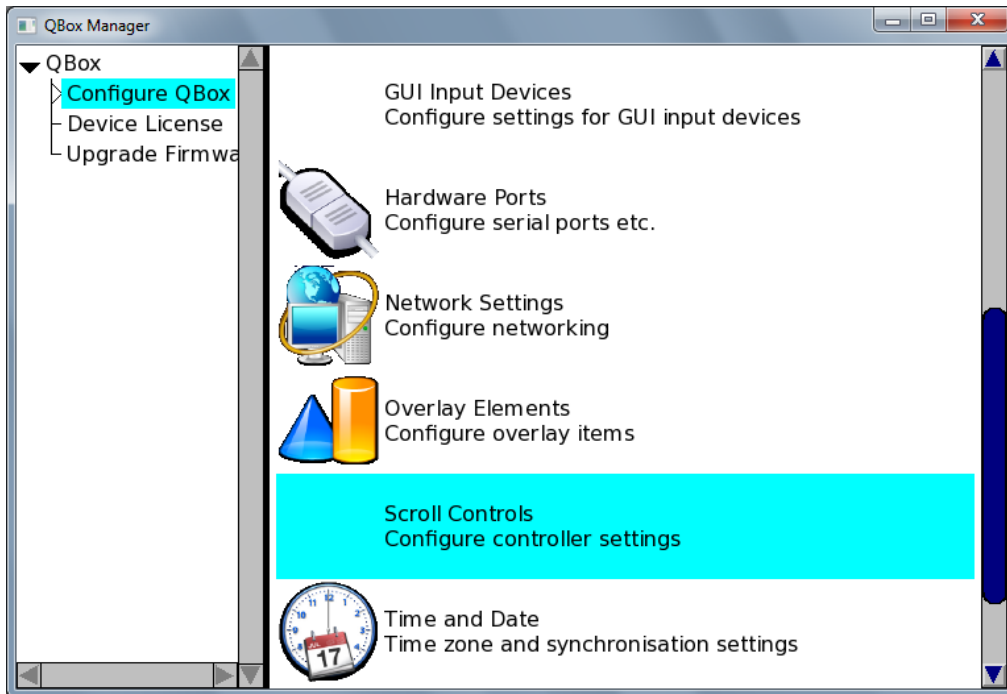 QBox Manager
QBox
Configure QBox
Device License
Upgrade Firmwa
GUI Input Devices
Configure settings for GUI input devices
Hardware Ports
Configure serial ports etc.
Network Settings
Configure networking
Overlay Elements
Configure overlay items
Scroll Controls
Configure controller settings
Time and Date
Time zone and synchronisation settings
17